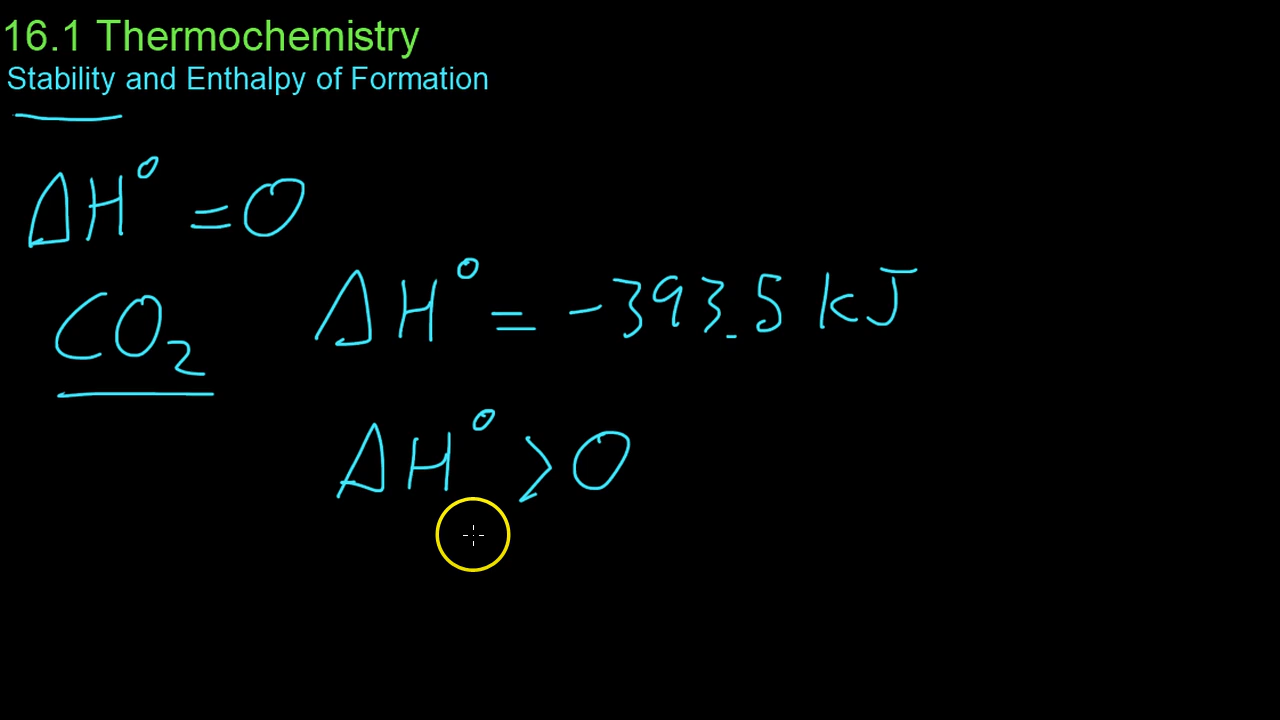 16.1 Thermochemistry
Stability and Enthalpy of Formation
ΔH° = 0
CO₂ ΔH° = -393.5 kJ
ΔH° > 0